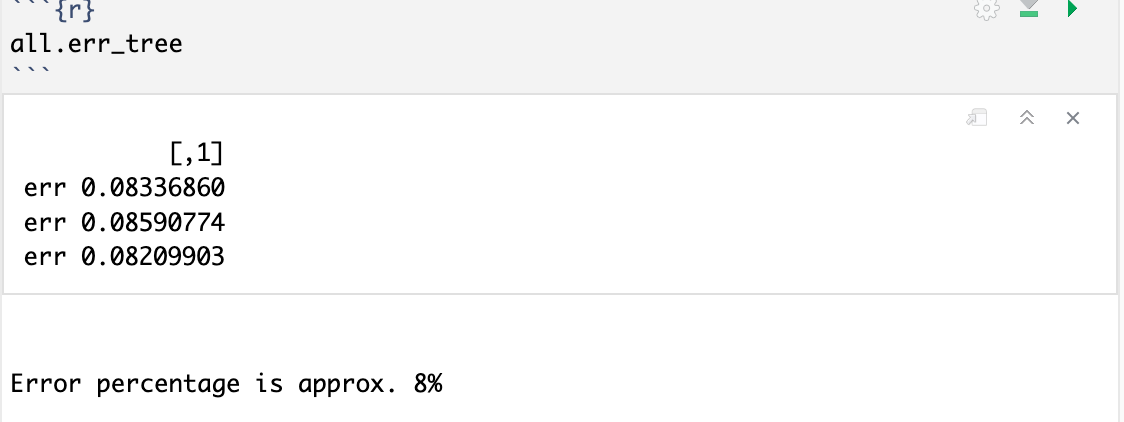 ```{r}
all.err_tree
```
[,1]
err 0.08336860
err 0.08590774
err 0.08209903
Error percentage is approx. 8%